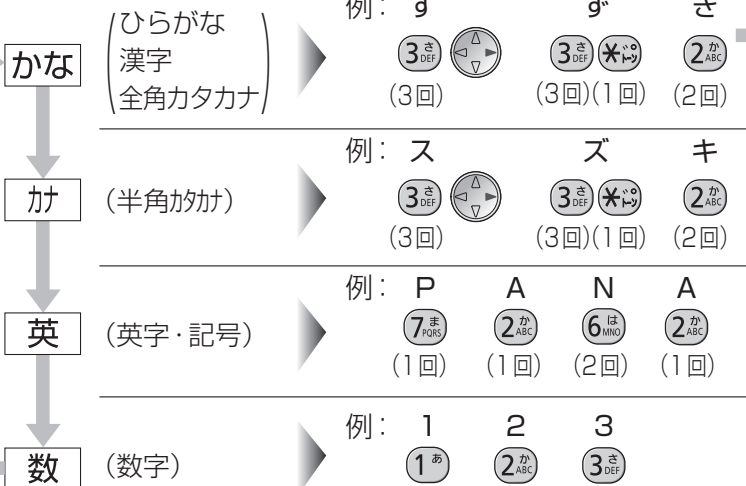 例: す ず き
かな (ひらがな
漢字
全角カタカナ)
3さDEF 3さDEF ＊トーン 2かABC
(3回) (3回)(1回) (2回)
例: ス ズ キ
ｶﾅ (半角ｶﾀｶﾅ)
3さDEF 3さDEF ＊トーン 2かABC
(3回) (3回)(1回) (2回)
例: P A N A
英 (英字・記号)
7まPQRS 2かABC 6はMNO 2かABC
(1回) (1回) (2回) (1回)
例: 1 2 3
数 (数字)
1あ 2かABC 3さDEF